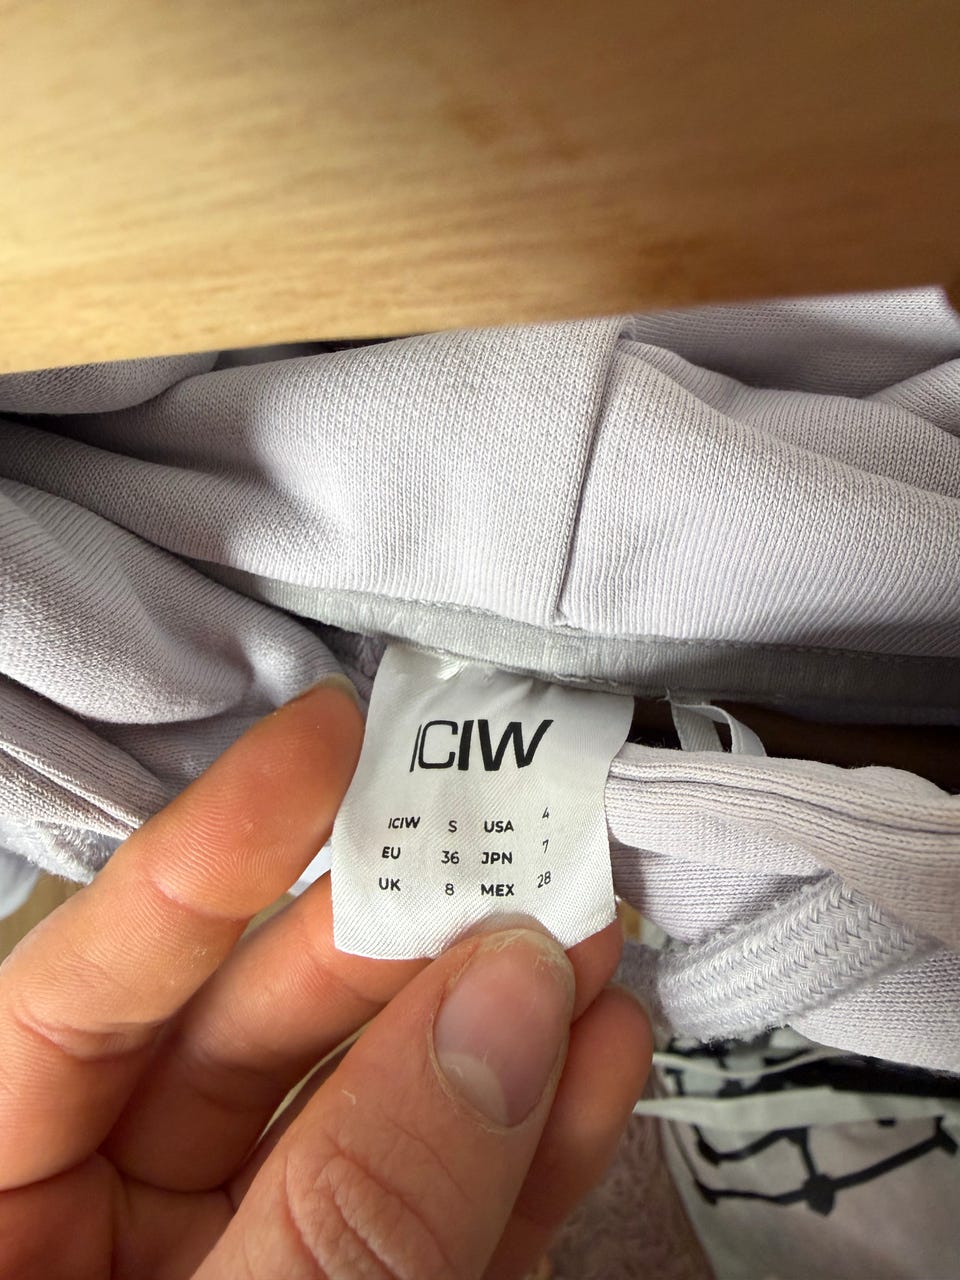 ICIW
ICIW S USA 4
EU 36 JPN 7
UK 8 MEX 28